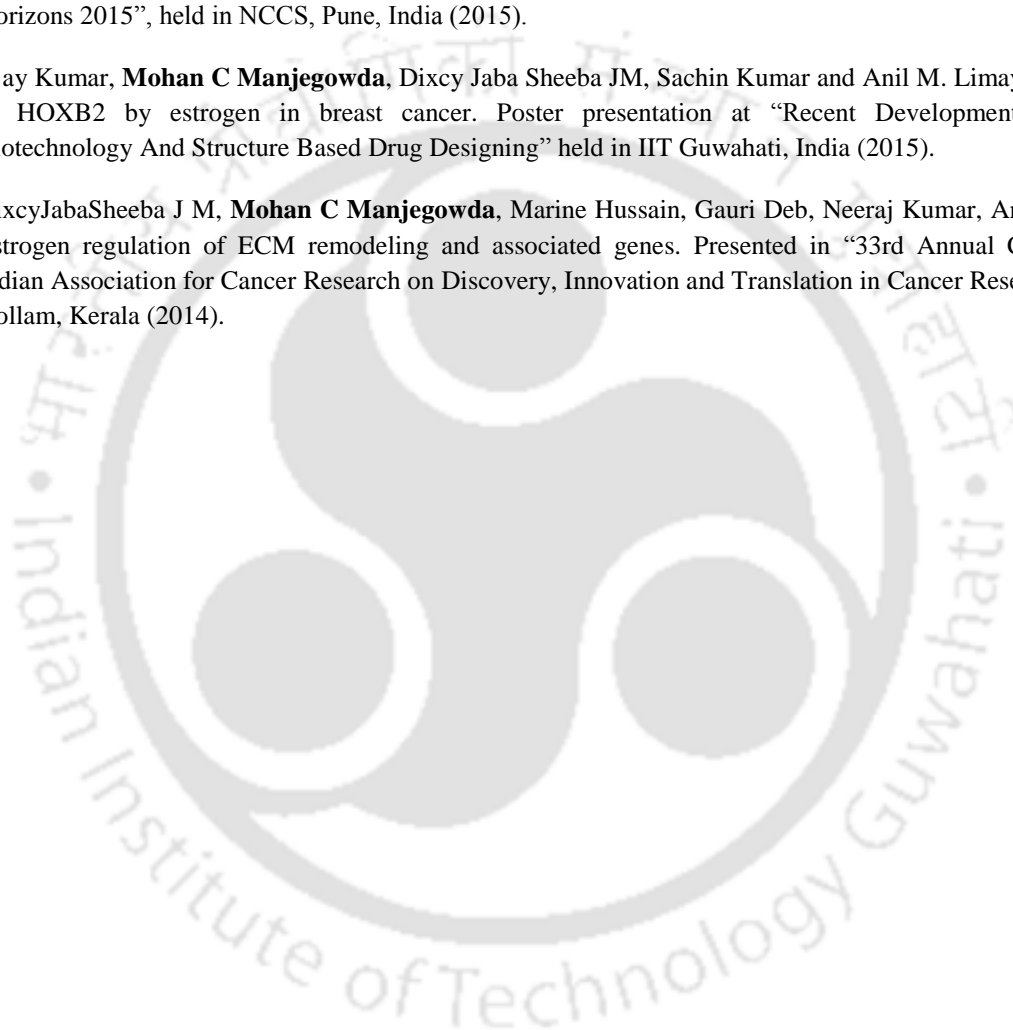 orizons 2015”, held in NCCS, Pune, India (2015).
ay Kumar, Mohan C Manjegowda, Dixcy Jaba Sheeba JM, Sachin Kumar and Anil M. Limay
HOXB2 by estrogen in breast cancer. Poster presentation at “Recent Development
iotechnology And Structure Based Drug Designing” held in IIT Guwahati, India (2015).
ixcyJabaSheeba J M, Mohan C Manjegowda, Marine Hussain, Gauri Deb, Neeraj Kumar, An
strogen regulation of ECM remodeling and associated genes. Presented in “33rd Annual C
dian Association for Cancer Research on Discovery, Innovation and Translation in Cancer Rese
ollam, Kerala (2014).
Indian Institute of Technology Guwahati